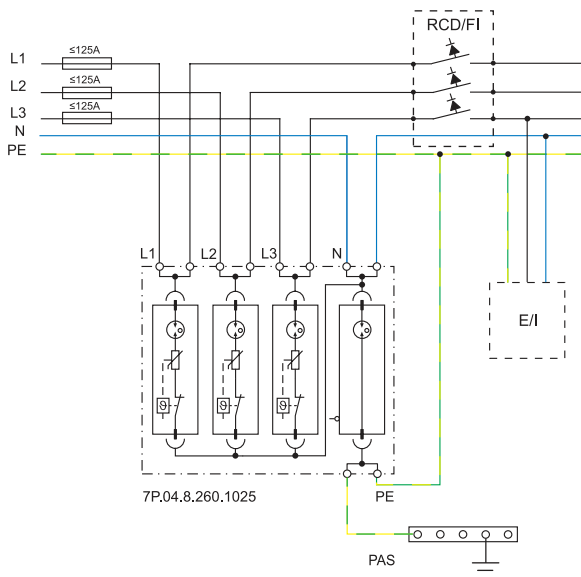 RCD/FI
≤125A
L1
≤125A
L2
≤125A
L3
N
PE
L1 L2 L3 N
E/I
ϑ ϑ ϑ
7P.04.8.260.1025 PE
PAS